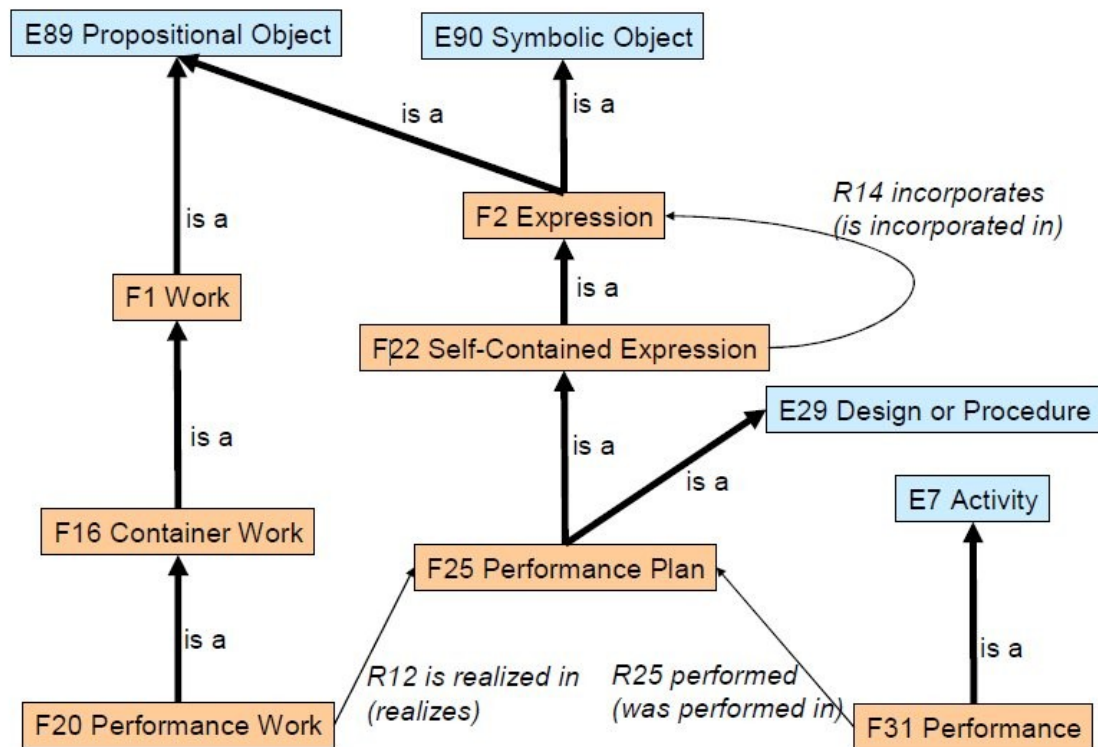 E89 Propositional Object
E90 Symbolic Object
is a
is a
F2 Expression
R14 incorporates
(is incorporated in)
is a
F1 Work
is a
F22 Self-Contained Expression
E29 Design or Procedure
is a
is a
is a
E7 Activity
F16 Container Work
F25 Performance Plan
is a
is a
R12 is realized in
(realizes)
R25 performed
(was performed in)
F20 Performance Work
F31 Performance